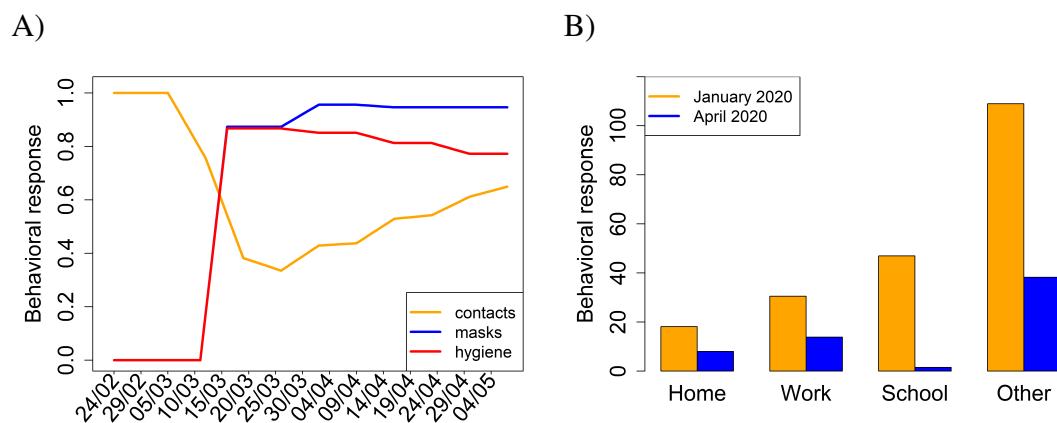 A)
Behavioral response
1.0
0.8
0.6
0.4
0.2
0.0
contacts
masks
hygiene
24/02
29/02
05/03
10/03
15/03
20/03
25/03
30/03
04/04
09/04
14/04
19/04
24/04
29/04
04/05
B)
Behavioral response
100
80
60
40
20
0
January 2020
April 2020
Home
Work
School
Other